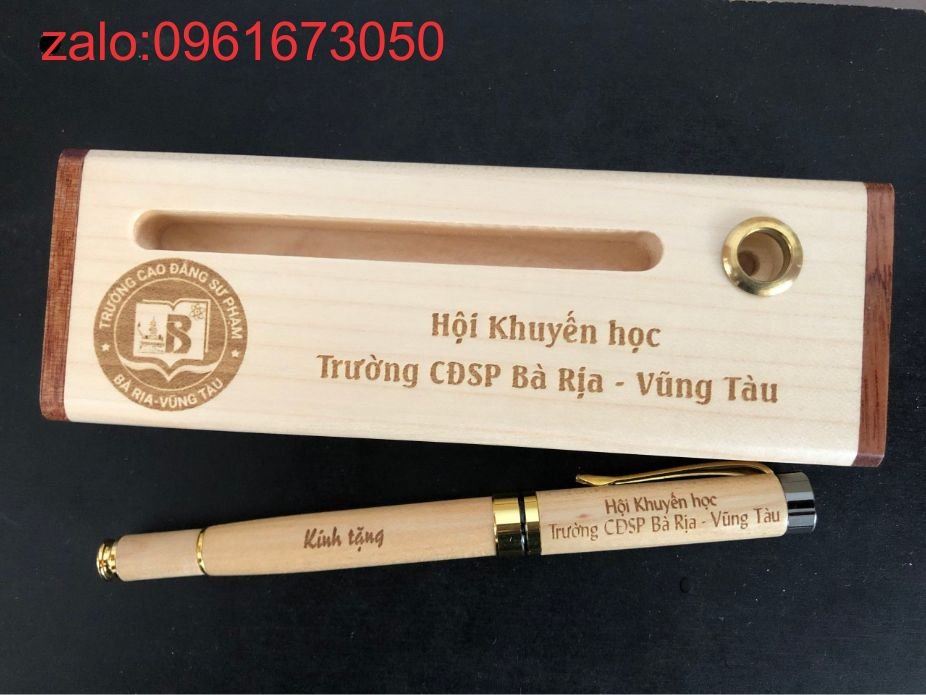 zalo:0961673050
TRƯỜNG CAO ĐẲNG SƯ PHẠM
B
BÀ RỊA-VŨNG TÀU
Hội Khuyến học
Trường CĐSP Bà Rịa - Vũng Tàu
Hội Khuyến học
Trường CĐSP Bà Rịa - Vũng Tàu
Kính tặng